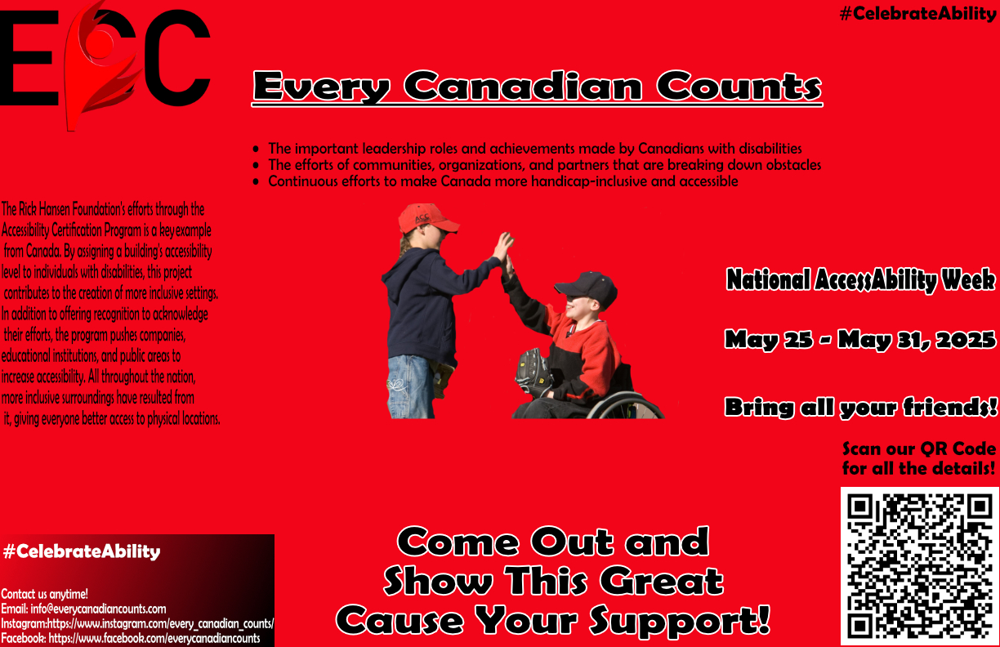 ECC
#CelebrateAbility
Every Canadian Counts
• The important leadership roles and achievements made by Canadians with disabilities
• The efforts of communities, organizations, and partners that are breaking down obstacles
• Continuous efforts to make Canada more handicap-inclusive and accessible
The Rick Hansen Foundation's efforts through the
Accessibility Certification Program is a key example
from Canada. By assigning a building's accessibility
level to individuals with disabilities, this project
contributes to the creation of more inclusive settings.
In addition to offering recognition to acknowledge
their efforts, the program pushes companies,
educational institutions, and public areas to
increase accessibility. All throughout the nation,
more inclusive surroundings have resulted from
it, giving everyone better access to physical locations.
ACC
National AccessAbility Week
May 25 - May 31, 2025
Bring all your friends!
Scan our QR Code
for all the details!
Come Out and
Show This Great
Cause Your Support!
#CelebrateAbility
Contact us anytime!
Email: info@everycanadiancounts.com
Instagram:https://www.instagram.com/every_canadian_counts/
Facebook: https://www.facebook.com/everycanadiancounts